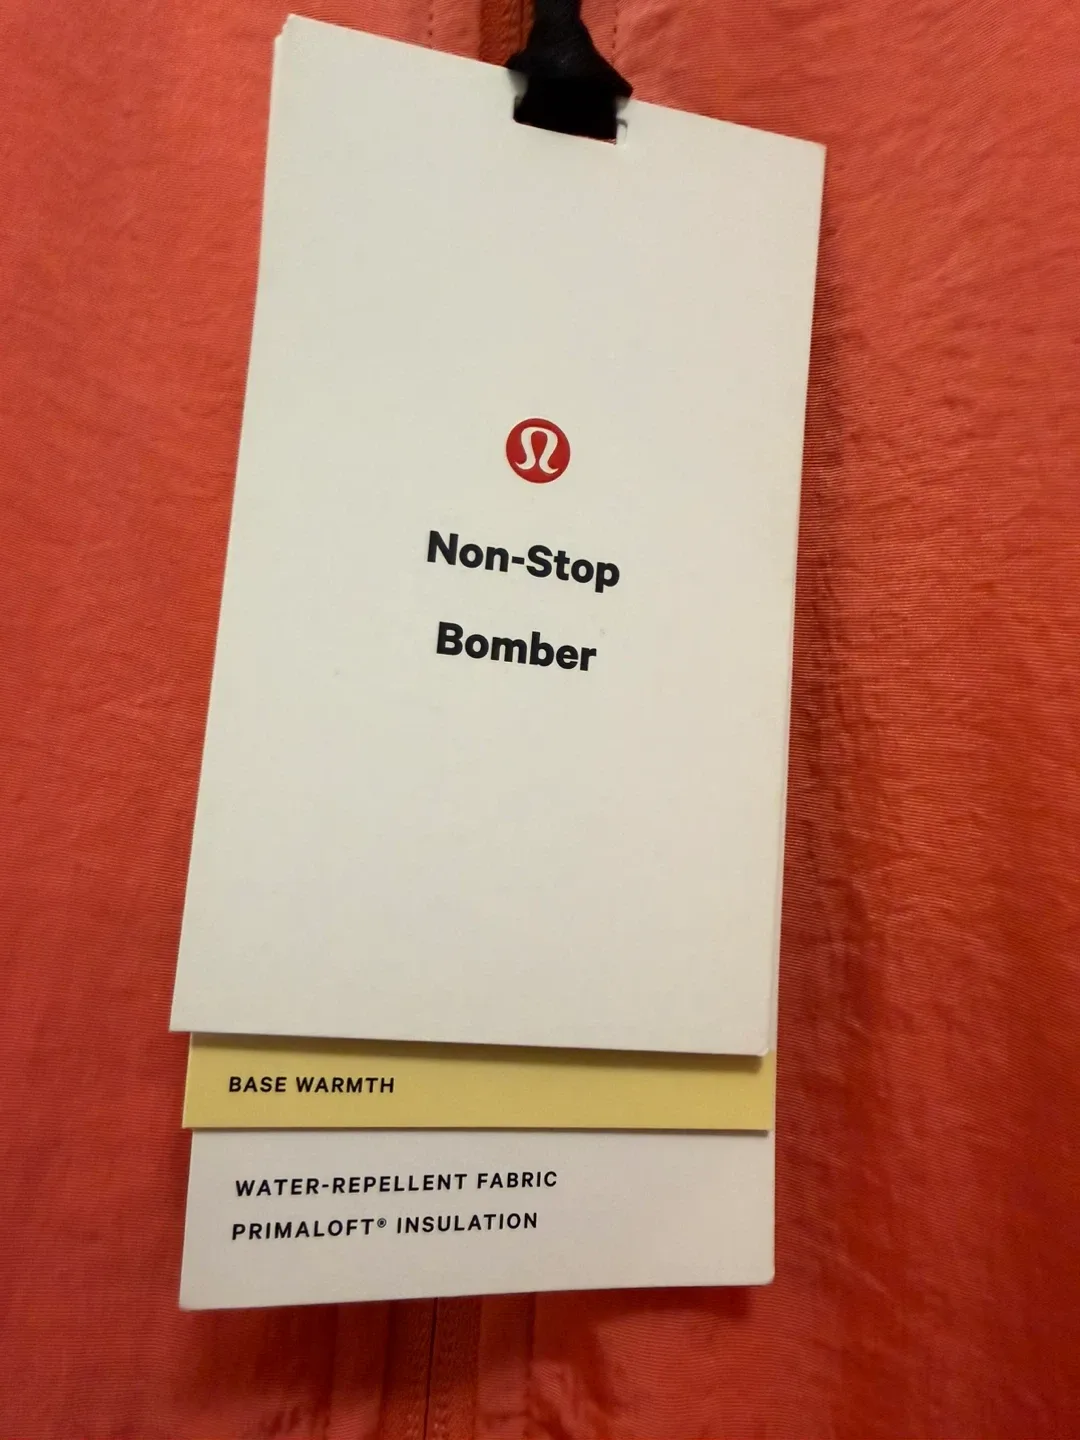 Non-Stop
Bomber
BASE WARMTH
WATER-REPELLENT FABRIC
PRIMALOFT® INSULATION